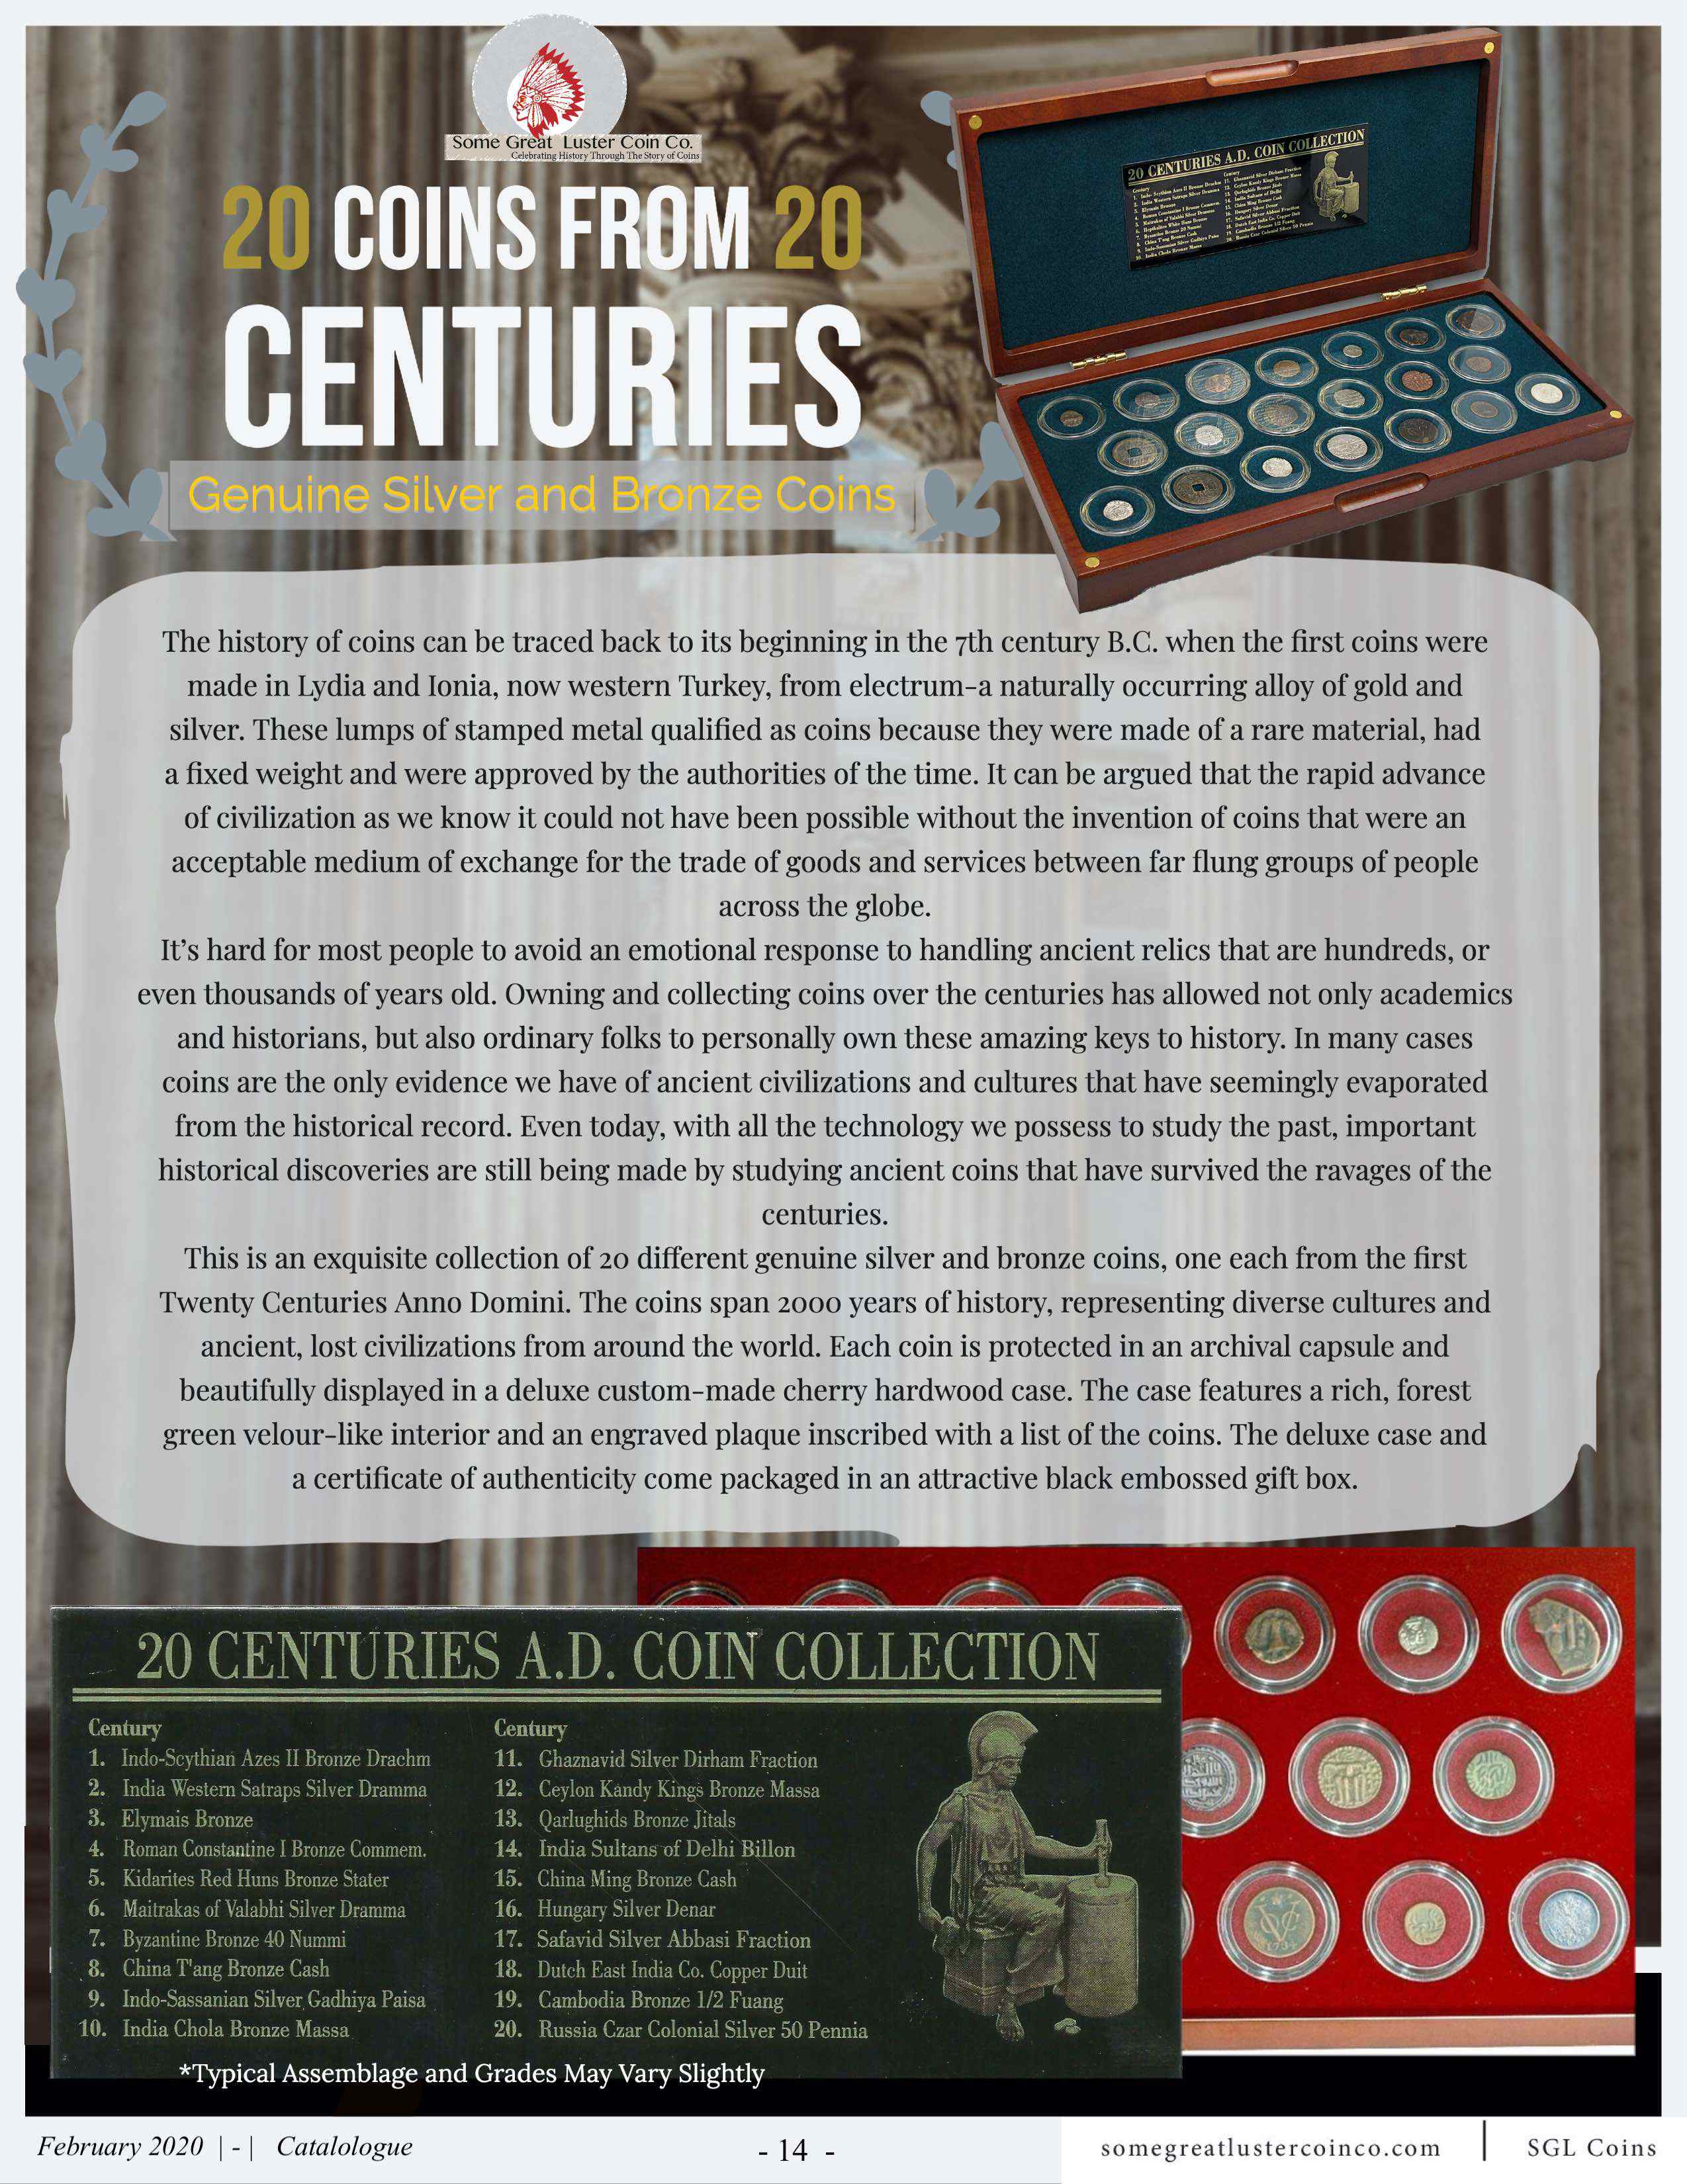 Some Great Luster Coin Co.
Celebrating History Through The Story of Coins
20 COINS FROM 20
CENTURIES
Genuine Silver and Bronze Coins
20 CENTURIES A.D. COIN COLLECTION
The history of coins can be traced back to its beginning in the 7th century B.C. when the first coins were
made in Lydia and Ionia, now western Turkey, from electrum-a naturally occurring alloy of gold and
silver. These lumps of stamped metal qualified as coins because they were made of a rare material, had
a fixed weight and were approved by the authorities of the time. It can be argued that the rapid advance
of civilization as we know it could not have been possible without the invention of coins that were an
acceptable medium of exchange for the trade of goods and services between far flung groups of people
across the globe.
It's hard for most people to avoid an emotional response to handling ancient relics that are hundreds, or
even thousands of years old. Owning and collecting coins over the centuries has allowed not only academics
and historians, but also ordinary folks to personally own these amazing keys to history. In many cases
coins are the only evidence we have of ancient civilizations and cultures that have seemingly evaporated
from the historical record. Even today, with all the technology we possess to study the past, important
historical discoveries are still being made by studying ancient coins that have survived the ravages of the
centuries.
This is an exquisite collection of 20 different genuine silver and bronze coins, one each from the first
Twenty Centuries Anno Domini. The coins span 2000 years of history, representing diverse cultures and
ancient, lost civilizations from around the world. Each coin is protected in an archival capsule and
beautifully displayed in a deluxe custom-made cherry hardwood case. The case features a rich, forest
green velour-like interior and an engraved plaque inscribed with a list of the coins. The deluxe case and
a certificate of authenticity come packaged in an attractive black embossed gift box.
20 CENTURIES A.D. COIN COLLECTION
Century
1. Indo-Scythian Azes II Bronze Drachm
2. India Western Satraps Silver Dramma
3. Elymais Bronze
4. Roman Constantine I Bronze Commem.
5. Kidarites Red Huns Bronze Stater
6. Maitrakas of Valabhi Silver Dramma
7. Byzantine Bronze 40 Nummi
8. China T'ang Bronze Cash
9. Indo-Sassanian Silver Gadhiya Paisa
10. India Chola Bronze Massa
Century
11. Ghaznavid Silver Dirham Fraction
12. Ceylon Kandy Kings Bronze Massa
13. Qarlughids Bronze Jitals
14. India Sultans of Delhi Billon
15. China Ming Bronze Cash
16. Hungary Silver Denar
17. Safavid Silver Abbasi Fraction
18. Dutch East India Co. Copper Duit
19. Cambodia Bronze 1/2 Fuang
20. Russia Czar Colonial Silver 50 Pennia
*Typical Assemblage and Grades May Vary Slightly
February 2020 | - | Catalologue
- 14 -
somegreatlustercoinco.com | SGL Coins